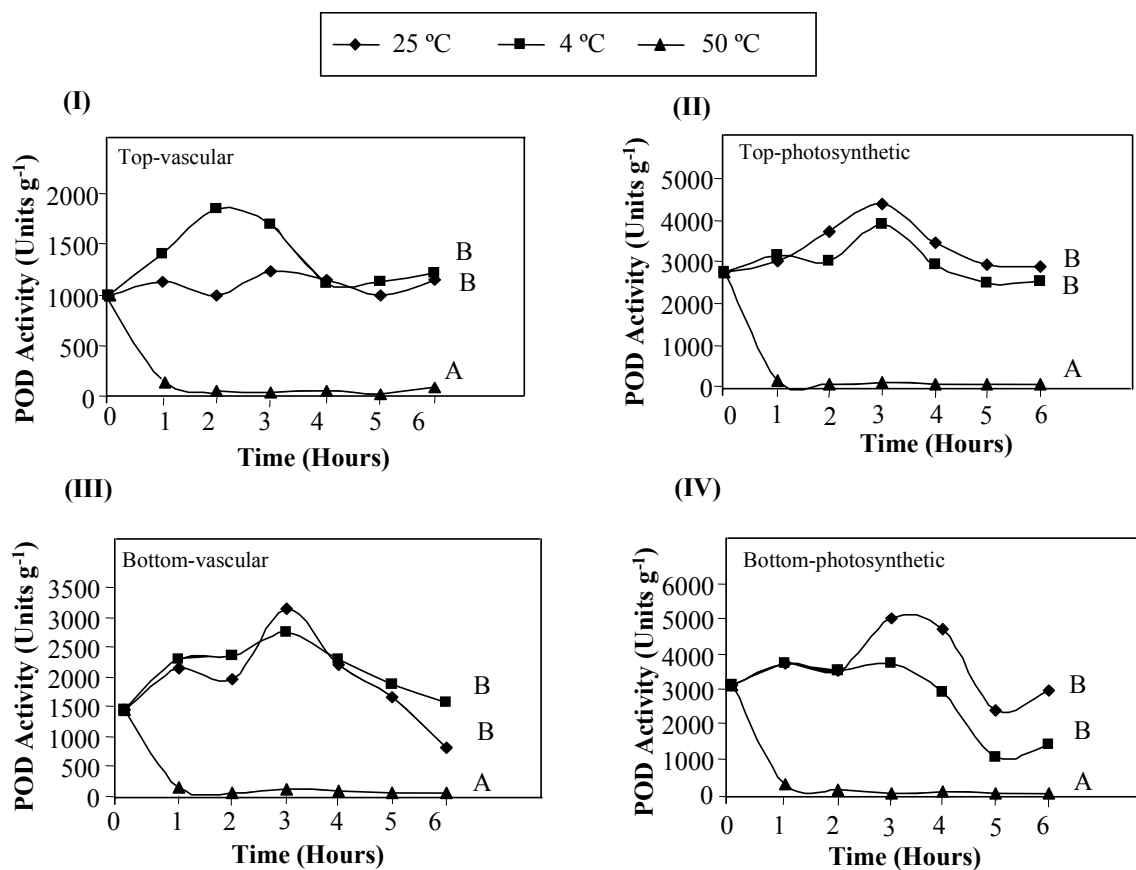 25 ºC 4 ºC 50 ºC
(I)
Top-vascular
POD Activity (Units g-1)
2000
1500
1000
500
0
B
B
A
0 1 2 3 4 5 6
Time (Hours)
(II)
Top-photosynthetic
POD Activity (Units g-1)
5000
4000
3000
2000
1000
0
B
B
A
0 1 2 3 4 5 6
Time (Hours)
(III)
Bottom-vascular
POD Activity (Units g-1)
3500
3000
2500
2000
1500
1000
500
0
B
B
A
0 1 2 3 4 5 6
Time (Hours)
(IV)
Bottom-photosynthetic
POD Activity (Units g-1)
6000
5000
4000
3000
2000
1000
0
B
B
A
0 1 2 3 4 5 6
Time (Hours)